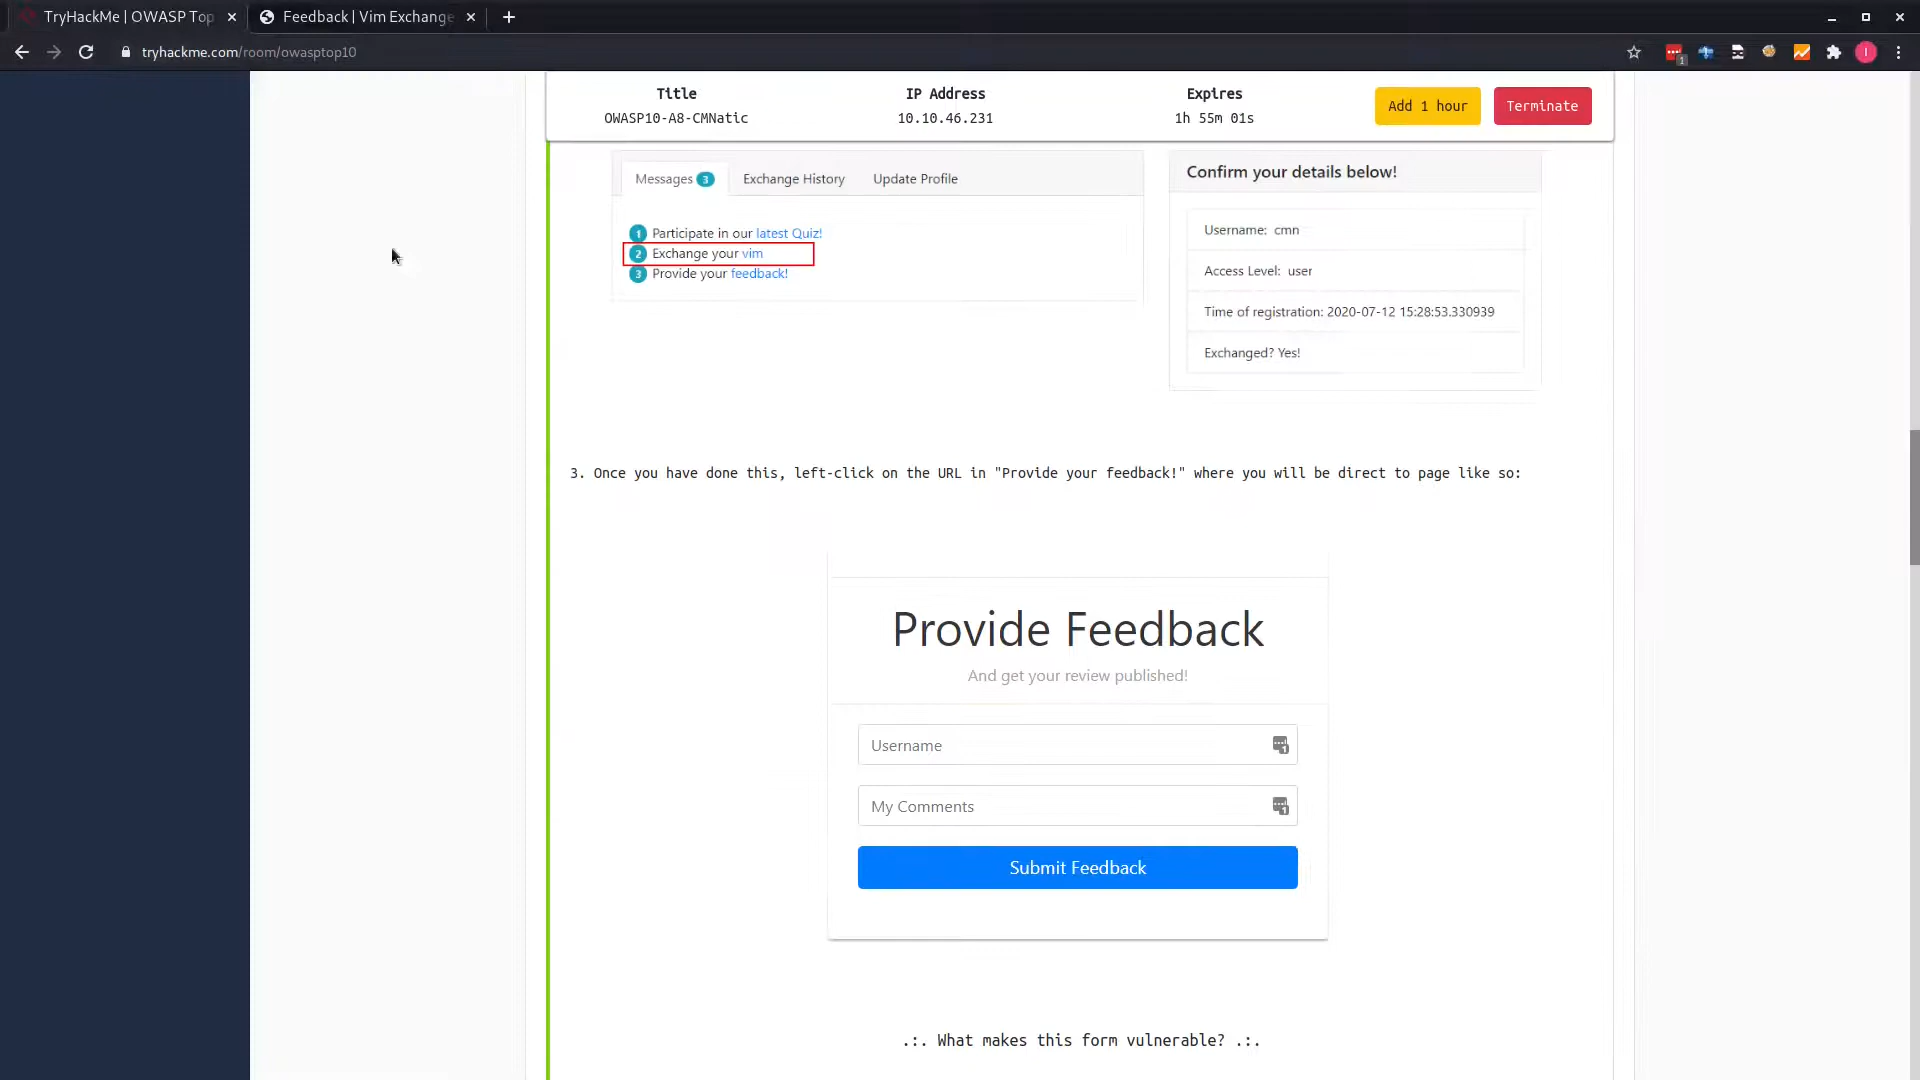 TryHackMe | OWASP Top
Feedback | Vim Exchange
tryhackme.com/room/owasptop10
1
I
Title
IP Address
Expires
OWASP10-A8-CMNatic
10.10.46.231
1h 55m 01s
Add 1 hour
Terminate
Messages 3
Exchange History
Update Profile
1 Participate in our latest Quiz!
2 Exchange your vim
3 Provide your feedback!
Confirm your details below!
Username: cmn
Access Level: user
Time of registration: 2020-07-12 15:28:53.330939
Exchanged? Yes!
3. Once you have done this, left-click on the URL in "Provide your feedback!" where you will be direct to page like so:
Provide Feedback
And get your review published!
Username
1
My Comments
1
Submit Feedback
.:. What makes this form vulnerable? .:.